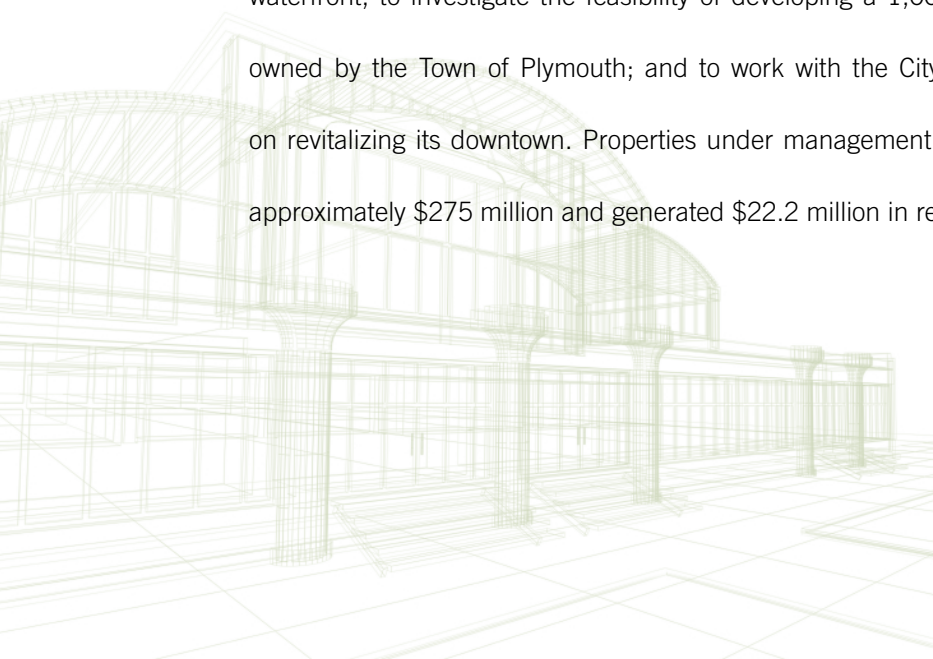 waterfront; to investigate the feasibility of developing a
owned by the Town of Plymouth; and to work with the City
on revitalizing its downtown. Properties under management
approximately $275 million and generated $22.2 million in